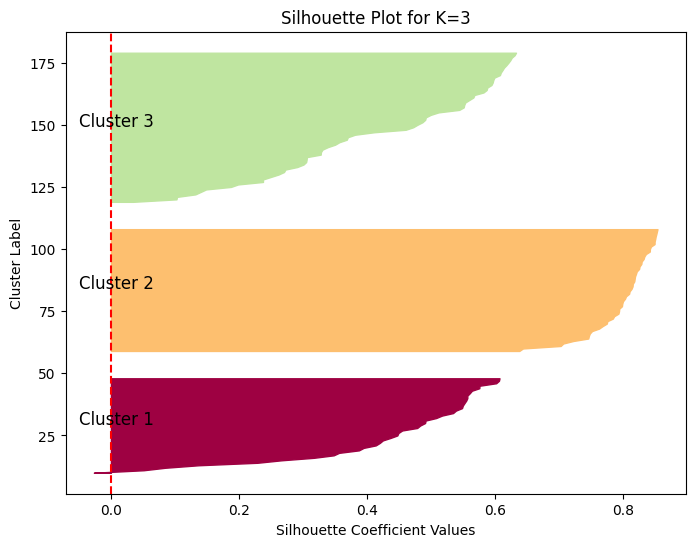 Silhouette Plot for K=3
Cluster Label
175
150
125
100
75
50
25
Cluster 3
Cluster 2
Cluster 1
0.0 0.2 0.4 0.6 0.8
Silhouette Coefficient Values